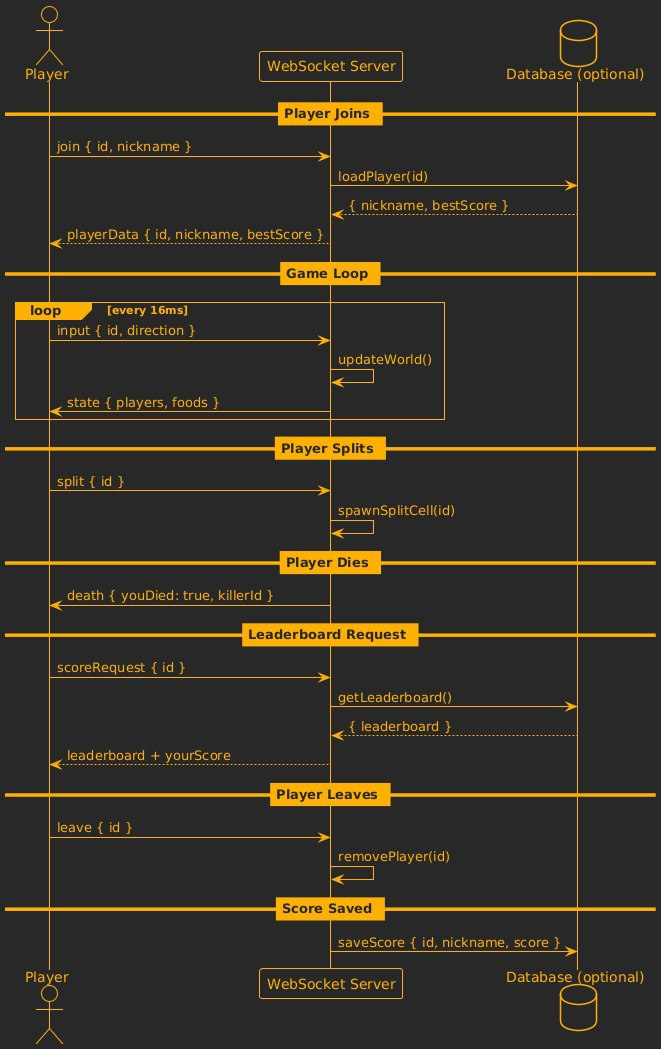 Player
WebSocket Server
Database (optional)
Player Joins
join { id, nickname }
loadPlayer(id)
{ nickname, bestScore }
playerData { id, nickname, bestScore }
Game Loop
loop [every 16ms]
input { id, direction }
updateWorld()
state { players, foods }
Player Splits
split { id }
spawnSplitCell(id)
Player Dies
death { youDied: true, killerId }
Leaderboard Request
scoreRequest { id }
getLeaderboard()
{ leaderboard }
leaderboard + yourScore
Player Leaves
leave { id }
removePlayer(id)
Score Saved
saveScore { id, nickname, score }
Player
WebSocket Server
Database (optional)